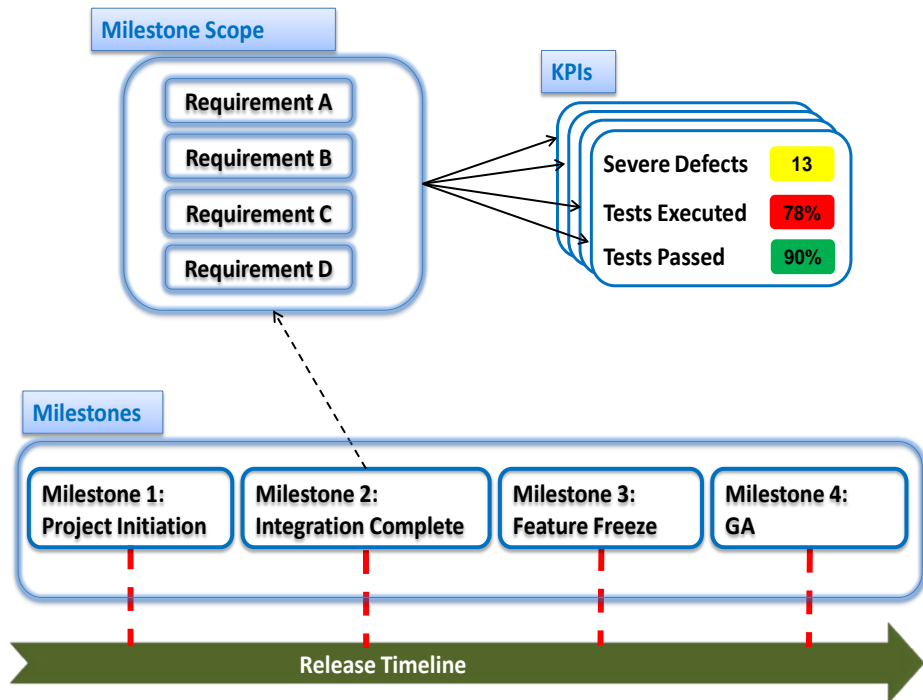 Milestone Scope
Requirement A
Requirement B
Requirement C
Requirement D
KPIs
Severe Defects 13
Tests Executed 78%
Tests Passed 90%
Milestones
Milestone 1:
Project Initiation
Milestone 2:
Integration Complete
Milestone 3:
Feature Freeze
Milestone 4:
GA
Release Timeline